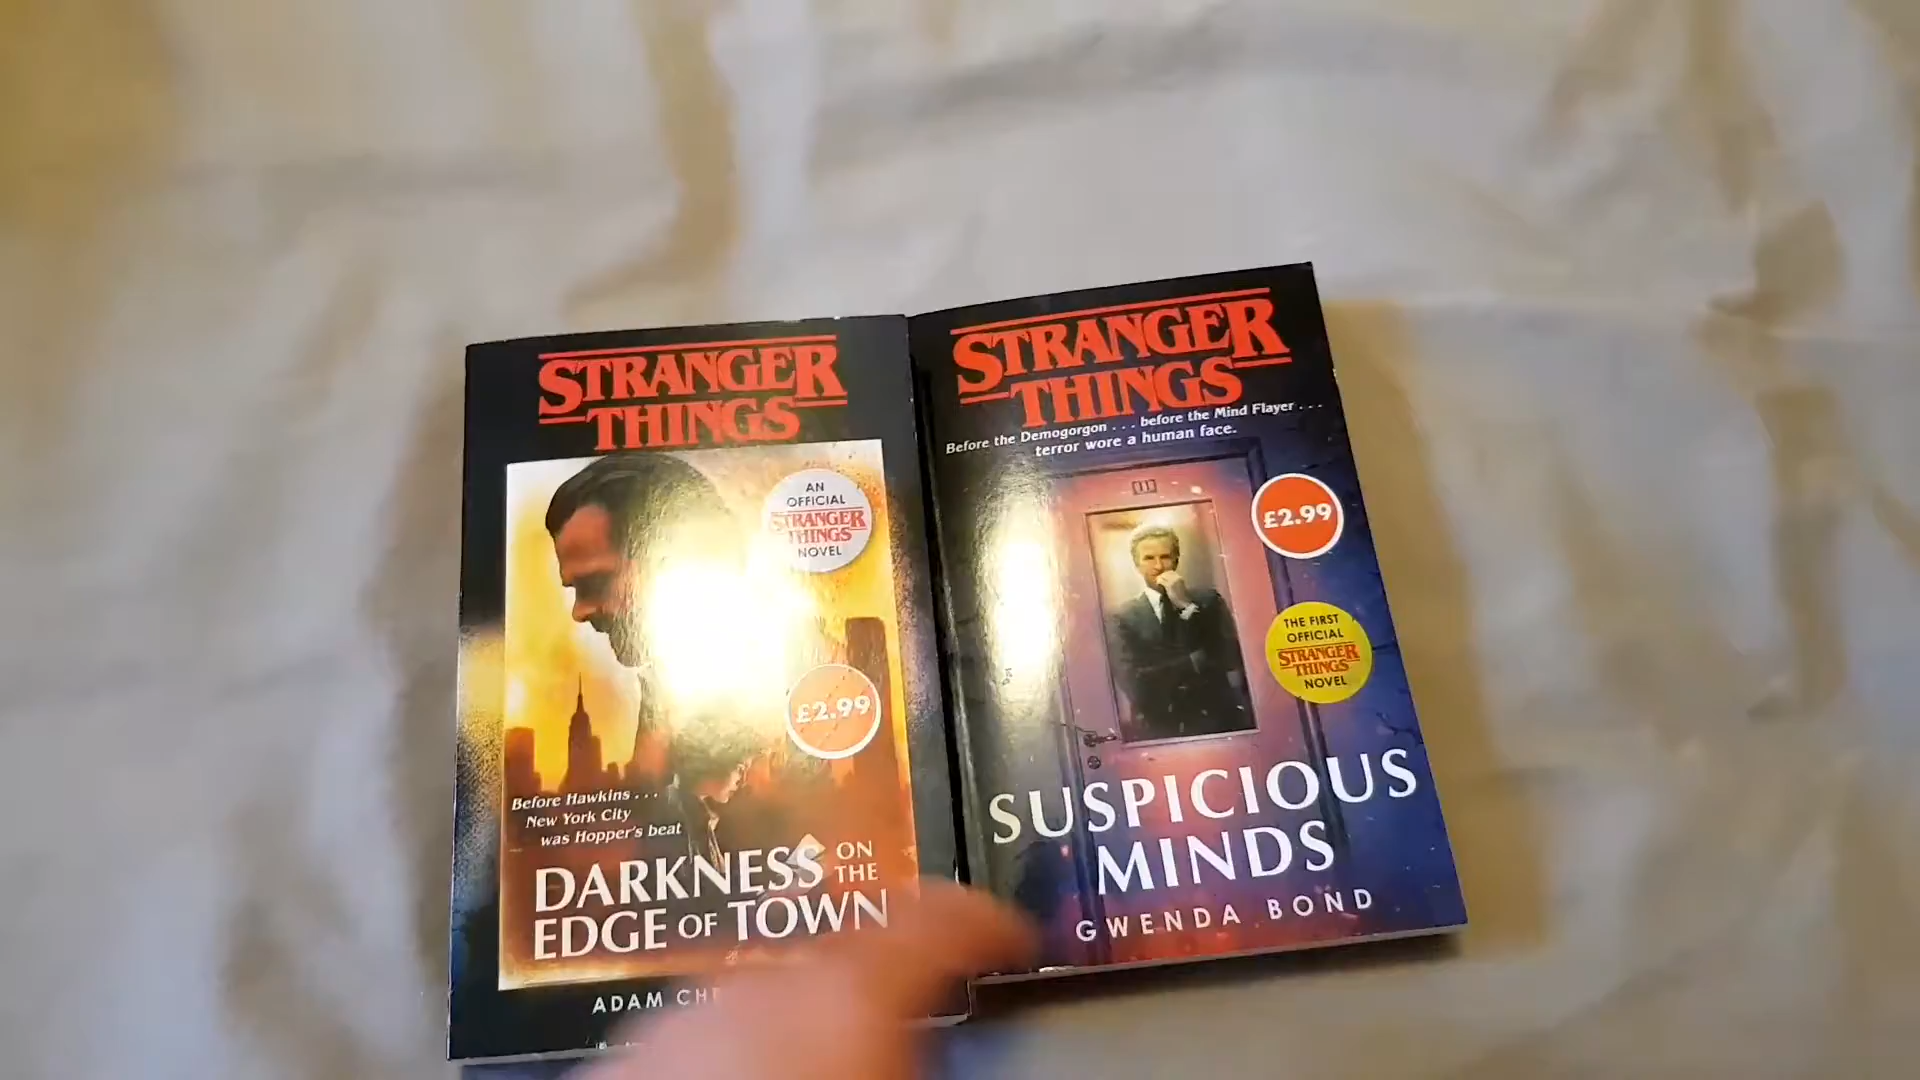 STRANGER
THINGS
AN
OFFICIAL
STRANGER
THINGS
NOVEL
£2.99
Before Hawkins . . .
New York City
was Hopper's beat
DARKNESS ON
THE
EDGE OF TOWN
ADAM
STRANGER
THINGS
Before the Demogorgon . . . before the Mind Flayer . . .
terror wore a human face.
11
£2.99
THE FIRST
OFFICIAL
STRANGER
THINGS
NOVEL
SUSPICIOUS
MINDS
GWENDA BOND